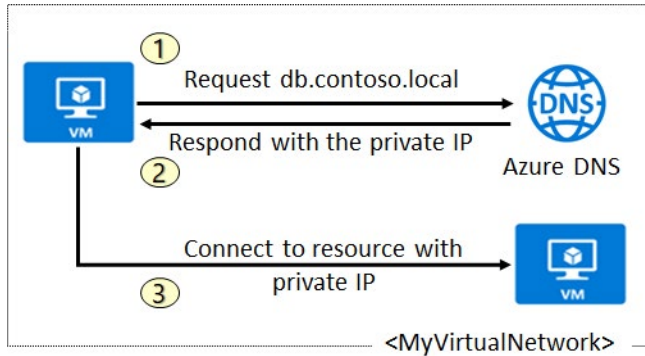 1
Request db.contoso.local
DNS
VM
Respond with the private IP
2
Azure DNS
Connect to resource with
private IP
3
VM
<MyVirtualNetwork>